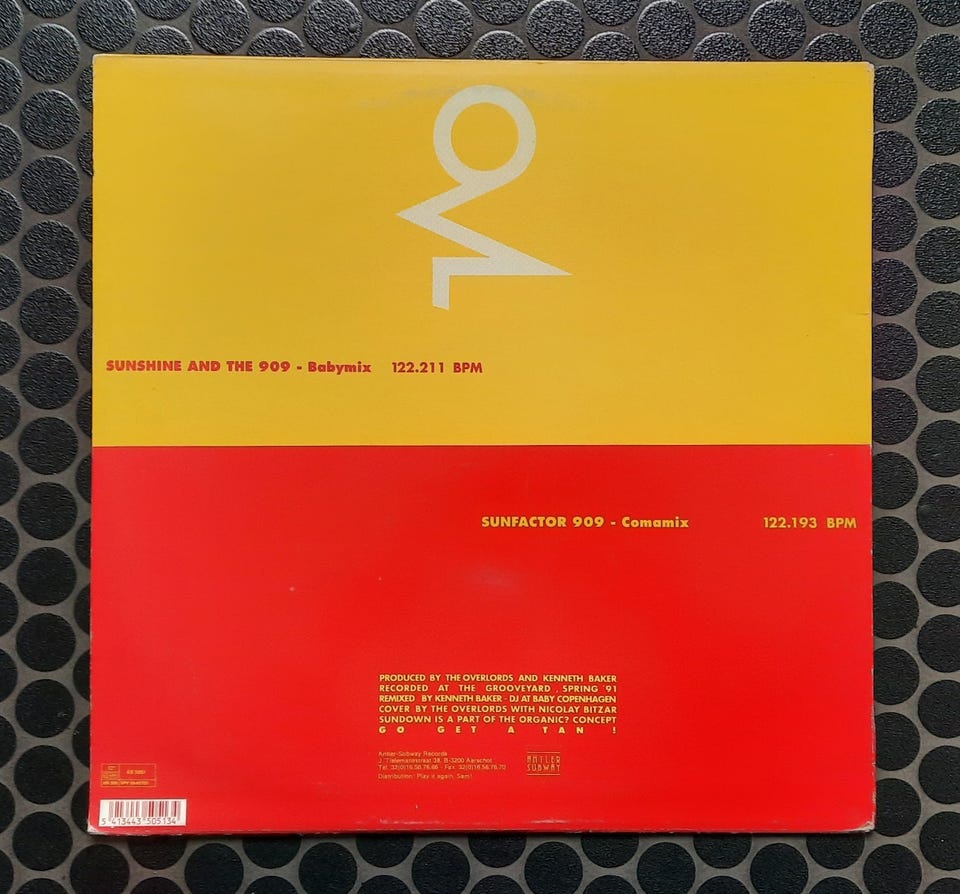 OVL
SUNSHINE AND THE 909 - Babymix 122.211 BPM
SUNFACTOR 909 - Comamix 122.193 BPM
PRODUCED BY THE OVERLORDS AND KENNETH BAKER
RECORDED AT THE GROOVEYARD , SPRING '91
REMIXED BY KENNETH BAKER - DJ AT BABY COPENHAGEN
COVER BY THE OVERLORDS WITH NICOLAY BITZAR
SUNDOWN IS A PART OF THE ORGANIC? CONCEPT
GO GET A TAN !
Antler-Subway Records
B-3200 Aarschot
Distribution: Play it again, Sam!
ANTLER
SUBWAY
5 413443 505134